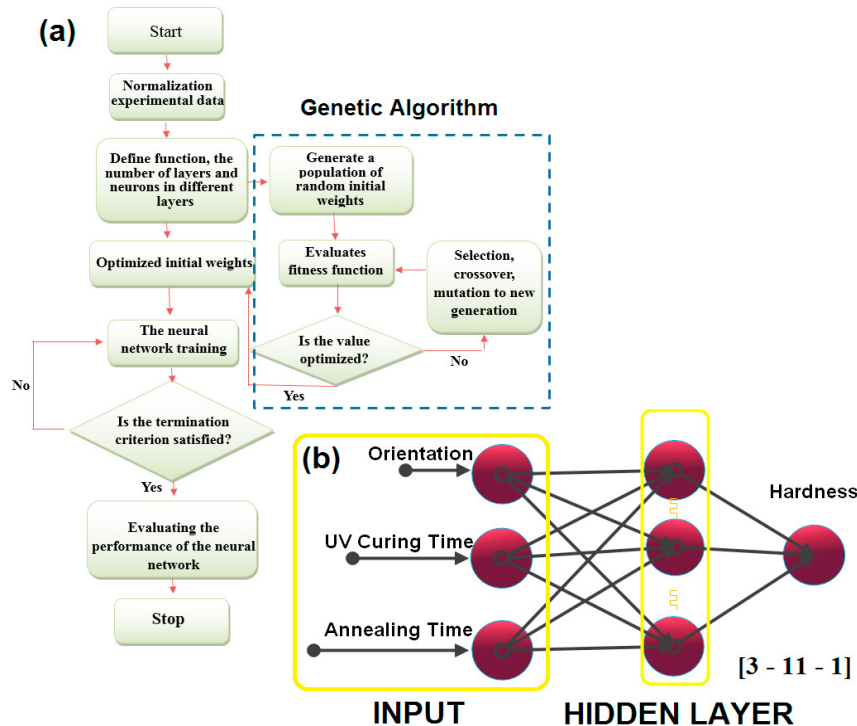 (a)
Start
Normalization
experimental data
Define function, the
number of layers and
neurons in different
layers
Optimized initial weights
The neural
network training
No
Is the termination
criterion satisfied?
Yes
Evaluating the
performance of the neural
network
Stop
Genetic Algorithm
Generate a
population of
random initial
weights
Evaluates
fitness function
Selection,
crossover,
mutation to new
generation
Is the value
optimized?
No
Yes
(b)
Orientation
UV Curing Time
Annealing Time
Hardness
[3 - 11 - 1]
INPUT
HIDDEN LAYER